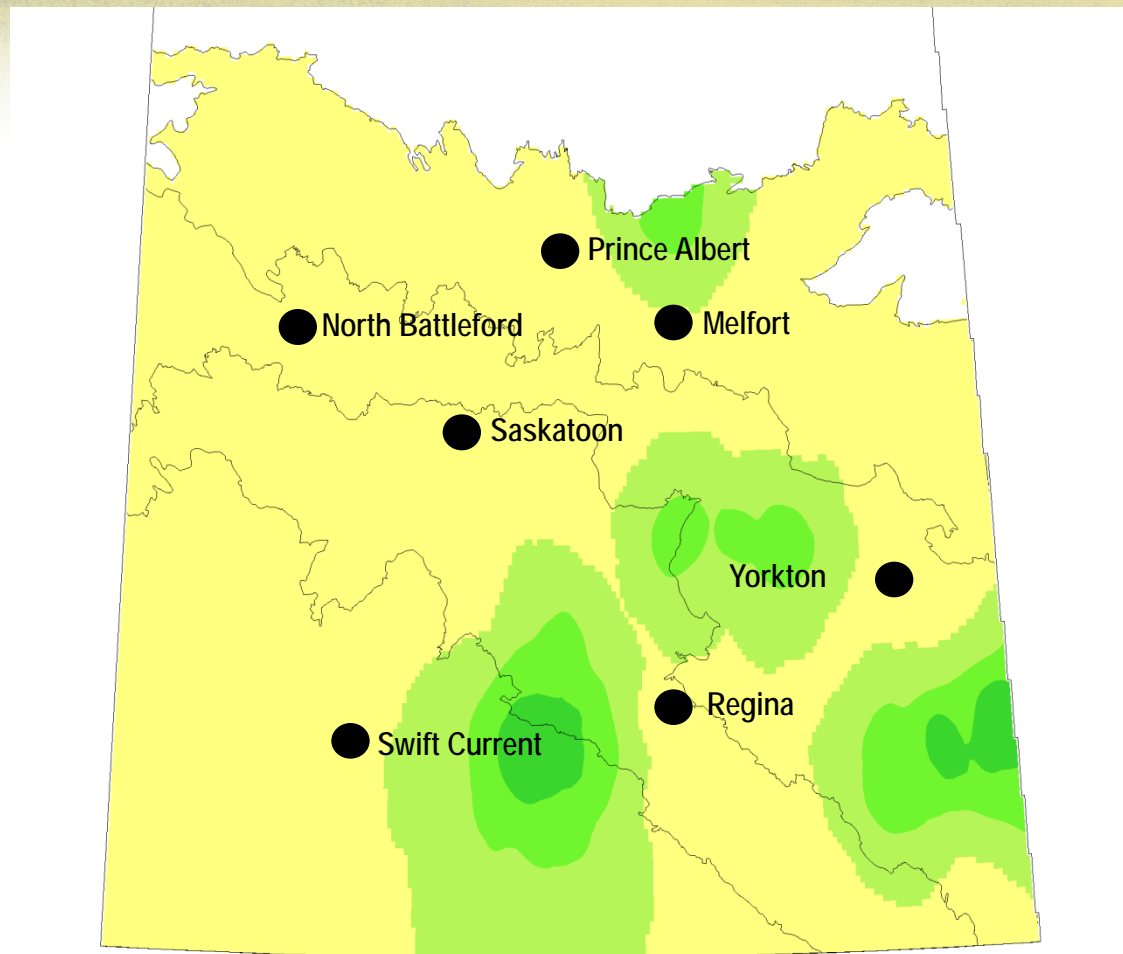 Prince Albert
North Battleford
Melfort
Saskatoon
Yorkton
Regina
Swift Current